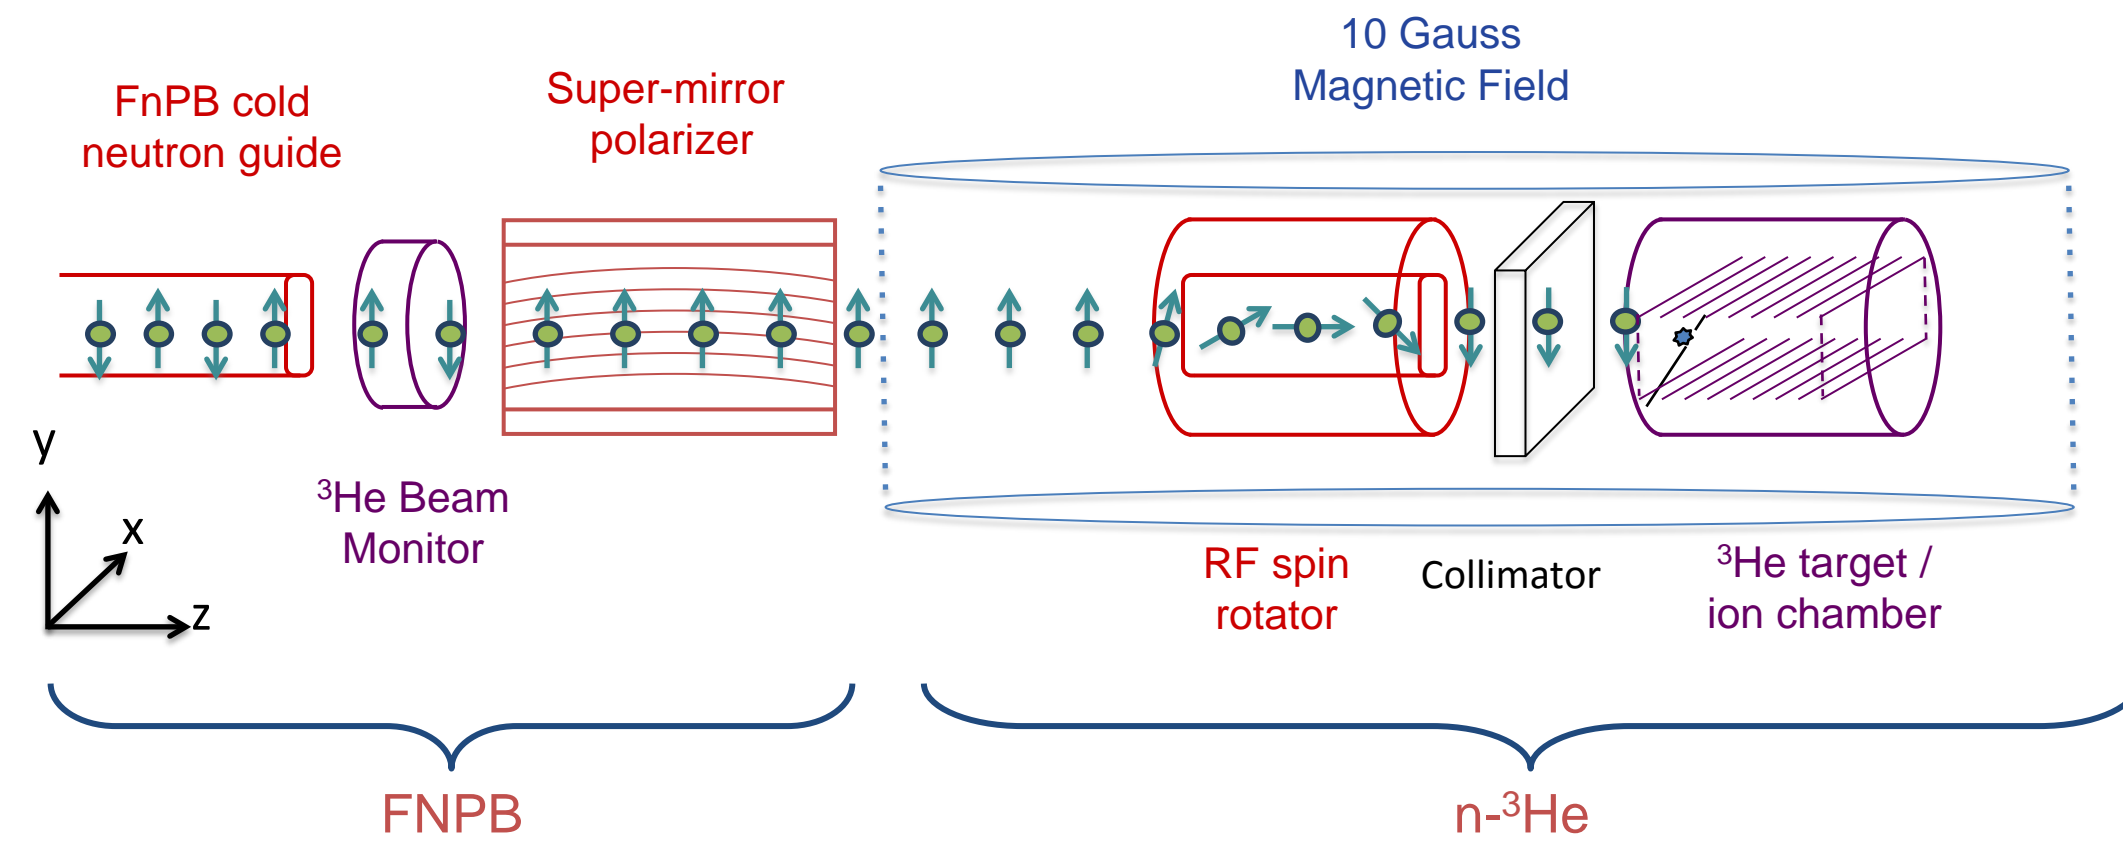 10 Gauss
Magnetic Field
FnPB cold
neutron guide
Super-mirror
polarizer
y
x
z
³He Beam
Monitor
RF spin
rotator
Collimator
³He target /
ion chamber
FNPB
n-³He